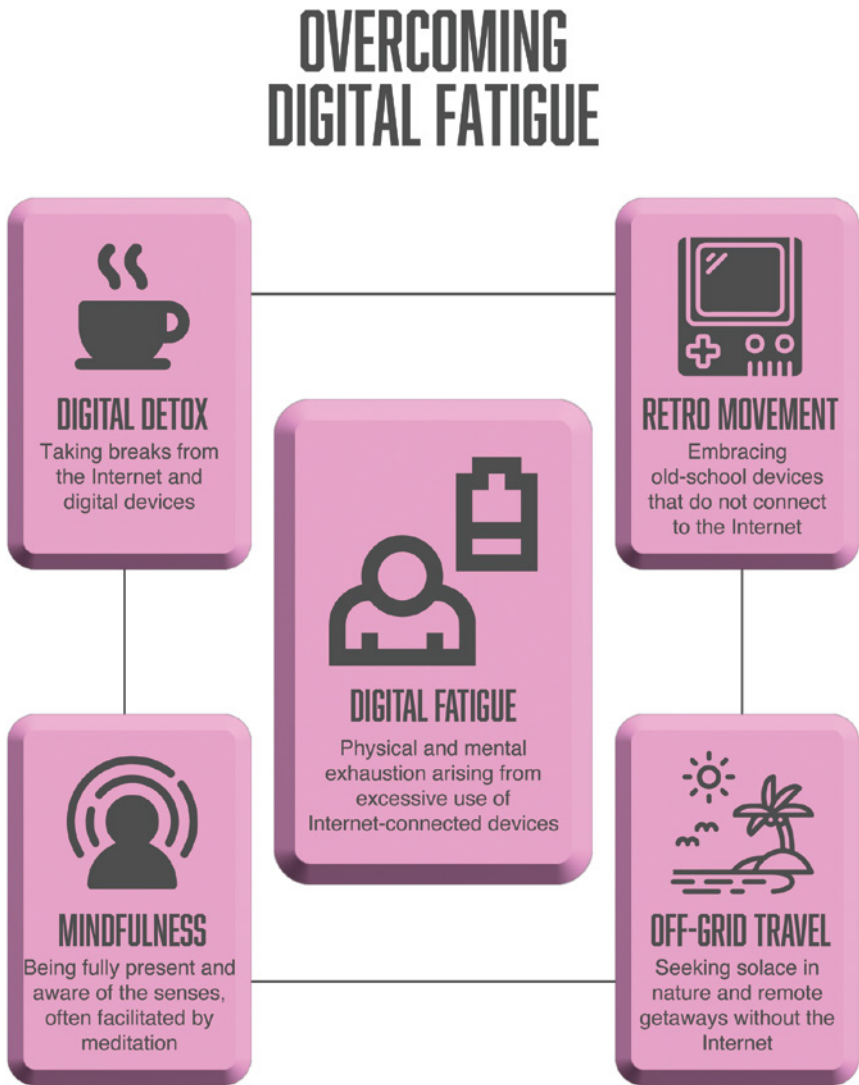 OVERCOMING
DIGITAL FATIGUE
DIGITAL DETOX
Taking breaks from
the Internet and
digital devices
RETRO MOVEMENT
Embracing
old-school devices
that do not connect
to the Internet
DIGITAL FATIGUE
Physical and mental
exhaustion arising from
excessive use of
Internet-connected devices
MINDFULNESS
Being fully present and
aware of the senses,
often facilitated by
meditation
OFF-GRID TRAVEL
Seeking solace in
nature and remote
getaways without the
Internet